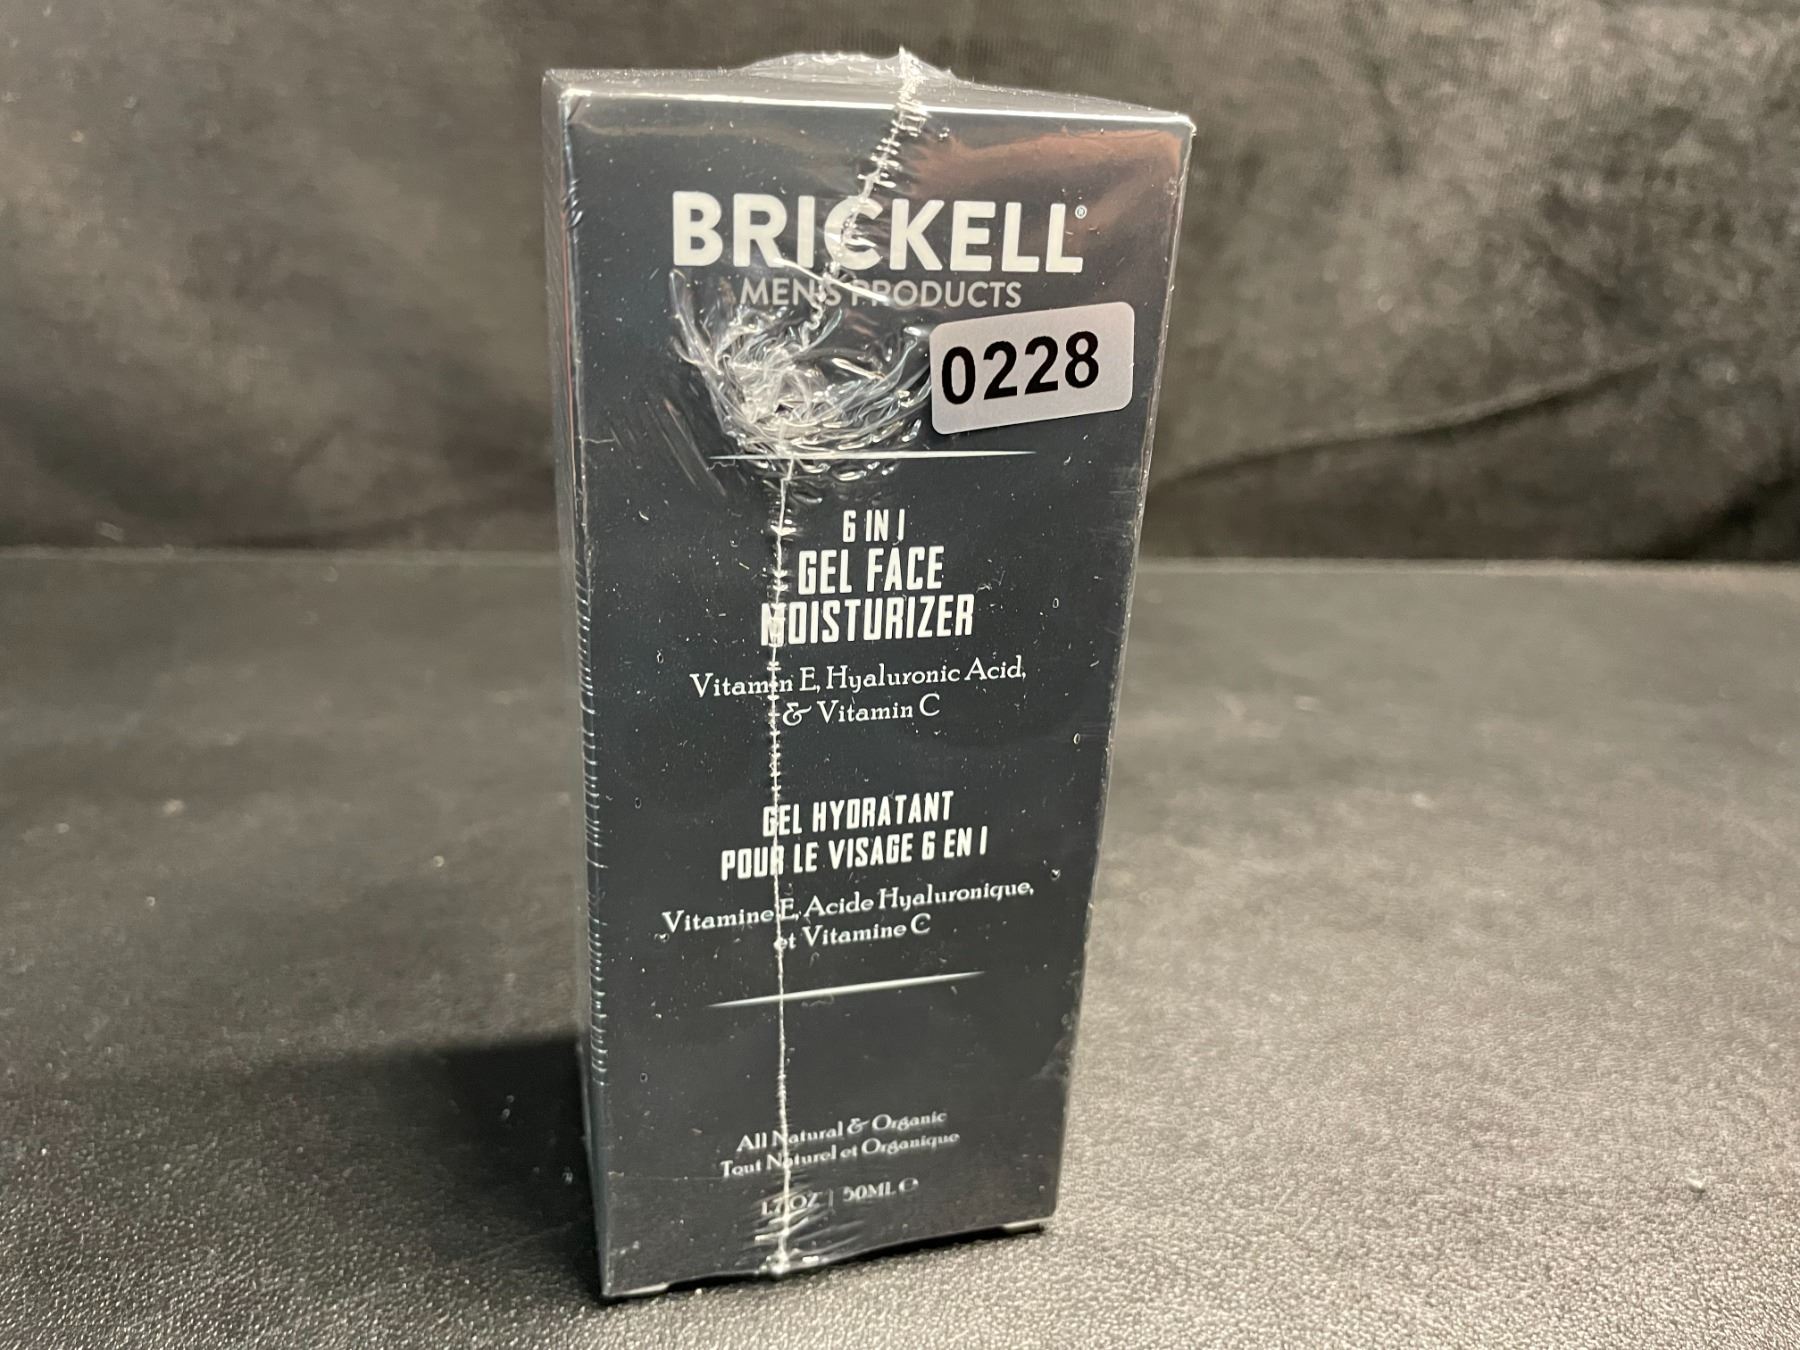 BRICKELL®
MEN'S PRODUCTS
0228
6 IN 1
GEL FACE
MOISTURIZER
Vitamin E, Hyaluronic Acid,
& Vitamin C
GEL HYDRATANT
POUR LE VISAGE 6 EN 1
Vitamine E, Acide Hyaluronique,
et Vitamine C
All Natural & Organic
Tout Naturel et Organique
1.7 OZ | 50ML ℮